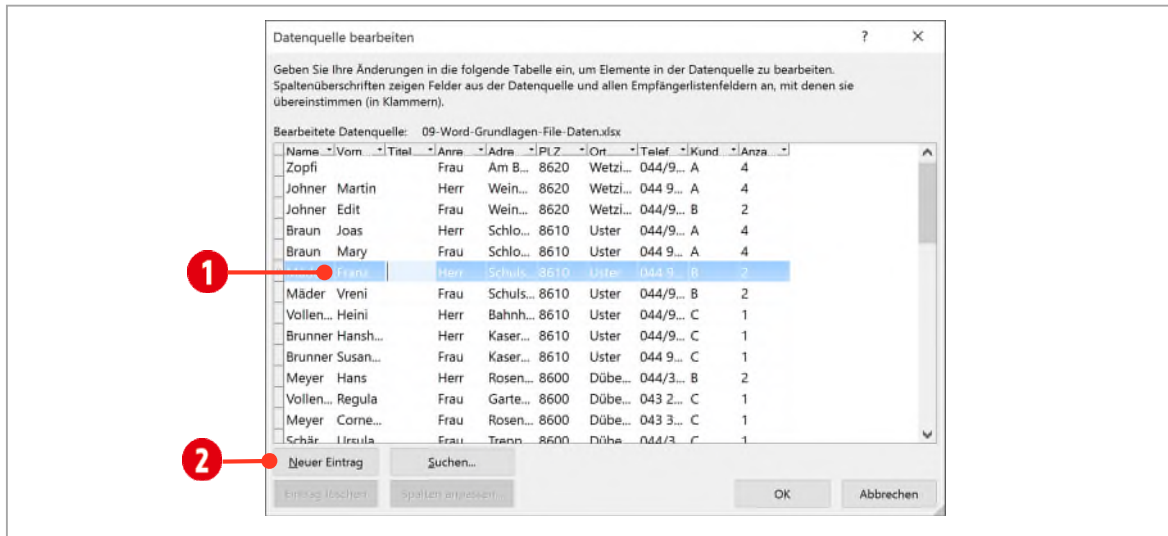 Datenquelle bearbeiten ? ×
Geben Sie Ihre Änderungen in die folgende Tabelle ein, um Elemente in der Datenquelle zu bearbeiten.
Spaltenüberschriften zeigen Felder aus der Datenquelle und allen Empfängerlistenfeldern an, mit denen sie
übereinstimmen (in Klammern).
Bearbeitete Datenquelle: 09-Word-Grundlagen-File-Daten.xlsx
Name Vorn Titel Anre Adre PLZ Ort Telef Kund Anza
Zopfi Frau Am B... 8620 Wetzi... 044/9... A 4
Johner Martin Herr Wein... 8620 Wetzi... 044 9... A 4
Johner Edit Frau Wein... 8620 Wetzi... 044/9... B 2
Braun Joas Herr Schlo... 8610 Uster 044/9... A 4
Braun Mary Frau Schlo... 8610 Uster 044 9... A 4
1 Franz Herr Schuls... 8610 Uster 044 9... B 2
Mäder Vreni Frau Schuls... 8610 Uster 044/9... B 2
Vollen... Heini Herr Bahnh... 8610 Uster 044/9... C 1
Brunner Hansh... Herr Kaser... 8610 Uster 044/9... C 1
Brunner Susan... Frau Kaser... 8610 Uster 044 9... C 1
Meyer Hans Herr Rosen... 8600 Dübe... 044/3... B 2
Vollen... Regula Frau Garte... 8600 Dübe... 043 2... C 1
Meyer Corne... Frau Rosen... 8600 Dübe... 043 3... C 1
Schär Ursula Frau Trepp 8600 Dübe 044/3 C 1
2 Neuer Eintrag Suchen...
Eintrag löschen Spalten anpassen... OK Abbrechen